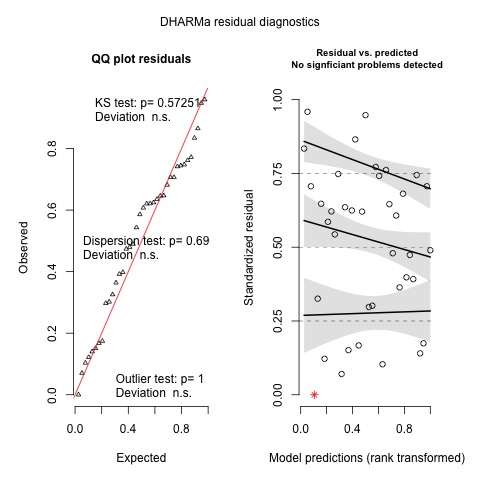 DHARMa residual diagnostics
QQ plot residuals
KS test: p= 0.57251
Deviation n.s.
Dispersion test: p= 0.69
Deviation n.s.
Outlier test: p= 1
Deviation n.s.
Observed
0.0
0.2
0.4
0.6
0.8
0.0
0.4
0.8
Expected
Residual vs. predicted
No signficiant problems detected
Standardized residual
0.00
0.25
0.50
0.75
1.00
0.0
0.4
0.8
Model predictions (rank transformed)